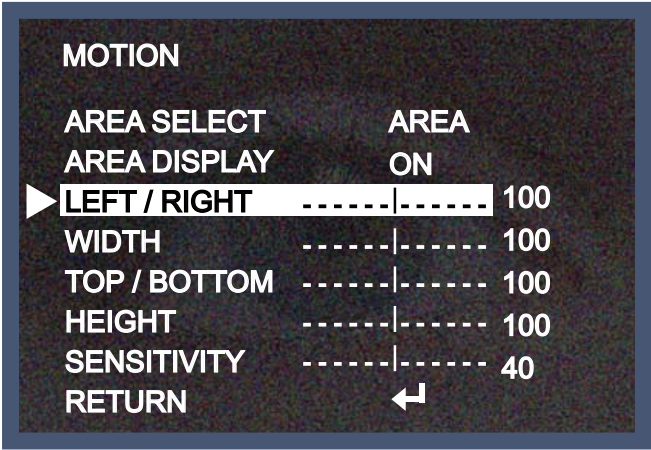 MOTION
AREA SELECT AREA
AREA DISPLAY ON
LEFT / RIGHT ------|------ 100
WIDTH ------|------ 100
TOP / BOTTOM ------|------ 100
HEIGHT ------|------ 100
SENSITIVITY ------|------ 40
RETURN ↵